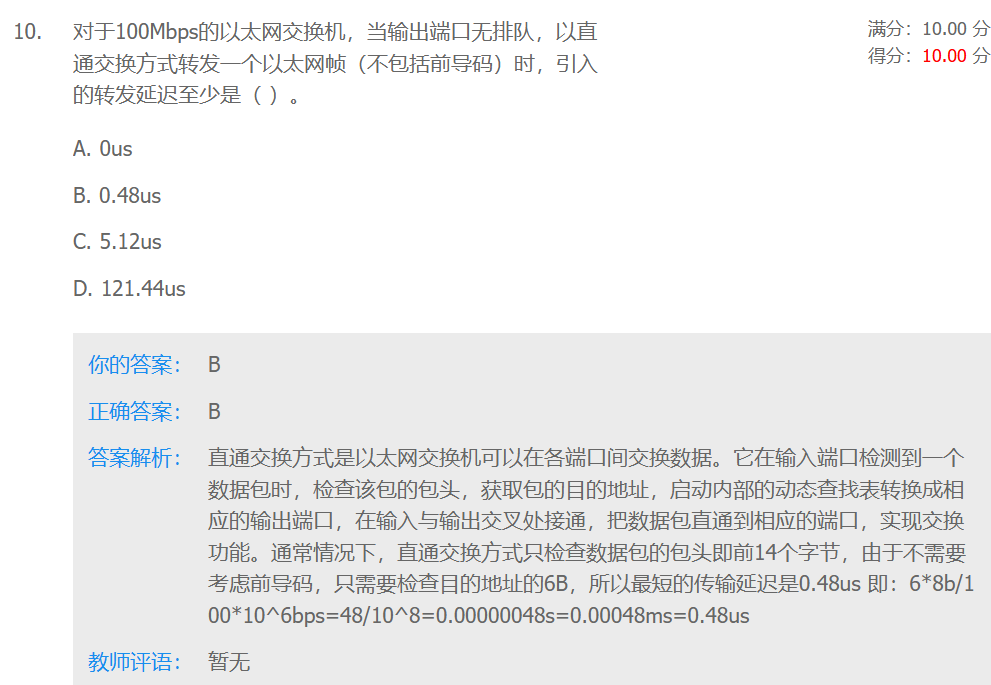 10. 对于100Mbps的以太网交换机，当输出端口无排队，以直
通交换方式转发一个以太网帧（不包括前导码）时，引入
的转发延迟至少是（ ）。
满分：10.00 分
得分：10.00 分
A. 0us
B. 0.48us
C. 5.12us
D. 121.44us
你的答案： B
正确答案： B
答案解析： 直通交换方式是以太网交换机可以在各端口间交换数据。它在输入端口检测到一个
数据包时，检查该包的包头，获取包的目的地址，启动内部的动态查找表转换成相
应的输出端口，在输入与输出交叉处接通，把数据包直通到相应的端口，实现交换
功能。通常情况下，直通交换方式只检查数据包的包头即前14个字节，由于不需要
考虑前导码，只需要检查目的地址的6B，所以最短的传输延迟是0.48us 即：6*8b/1
00*10^6bps=48/10^8=0.00000048s=0.00048ms=0.48us
教师评语： 暂无